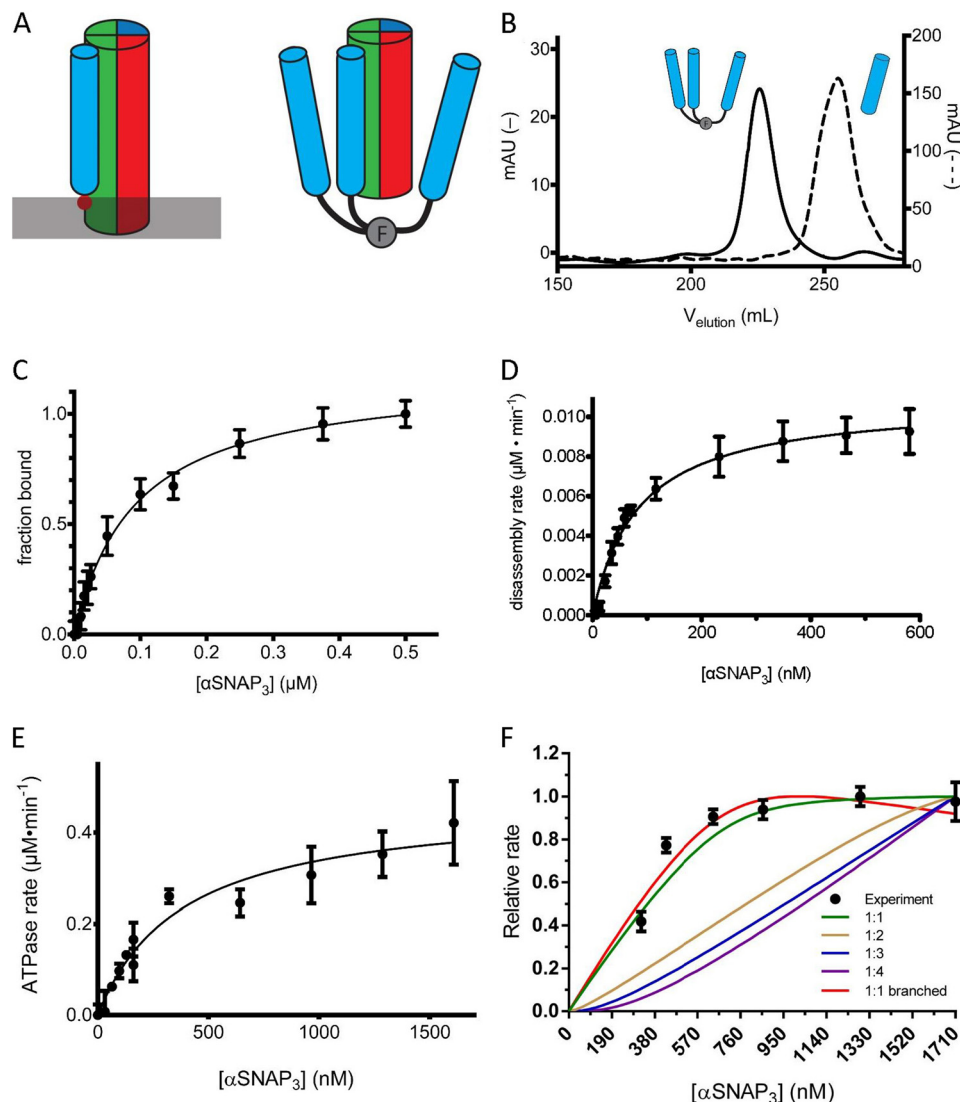 A
F
B
30
20
10
0
mAU (–)
200
150
100
50
0
mAU (- - -)
F
150
200
250
Velution (mL)
C
1.0
0.5
0.0
fraction bound
0.0
0.1
0.2
0.3
0.4
0.5
[αSNAP3] (µM)
D
0.010
0.008
0.006
0.004
0.002
0.000
disassembly rate (µM • min-1)
0
200
400
600
[αSNAP3] (nM)
E
0.4
0.2
0.0
ATPase rate (µM•min-1)
0
500
1000
1500
[αSNAP3] (nM)
F
1.2
1.0
0.8
0.6
0.4
0.2
0.0
Relative rate
Experiment
1:1
1:2
1:3
1:4
1:1 branched
0
190
380
570
760
950
1140
1330
1520
1710
[αSNAP3] (nM)